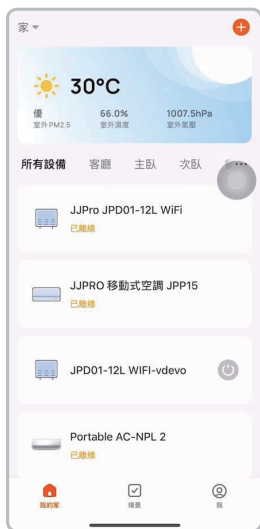 家
30°C
優 66.0% 1007.5hPa
室外 PM2.5 室外濕度 室外氣壓
所有設備 客廳 主臥 次臥
JJPro JPD01-12L WiFi
已離線
JJPRO 移動式空調 JPP15
已離線
JPD01-12L WIFI-vdevo
Portable AC-NPL 2
已離線
我的家 場景 我